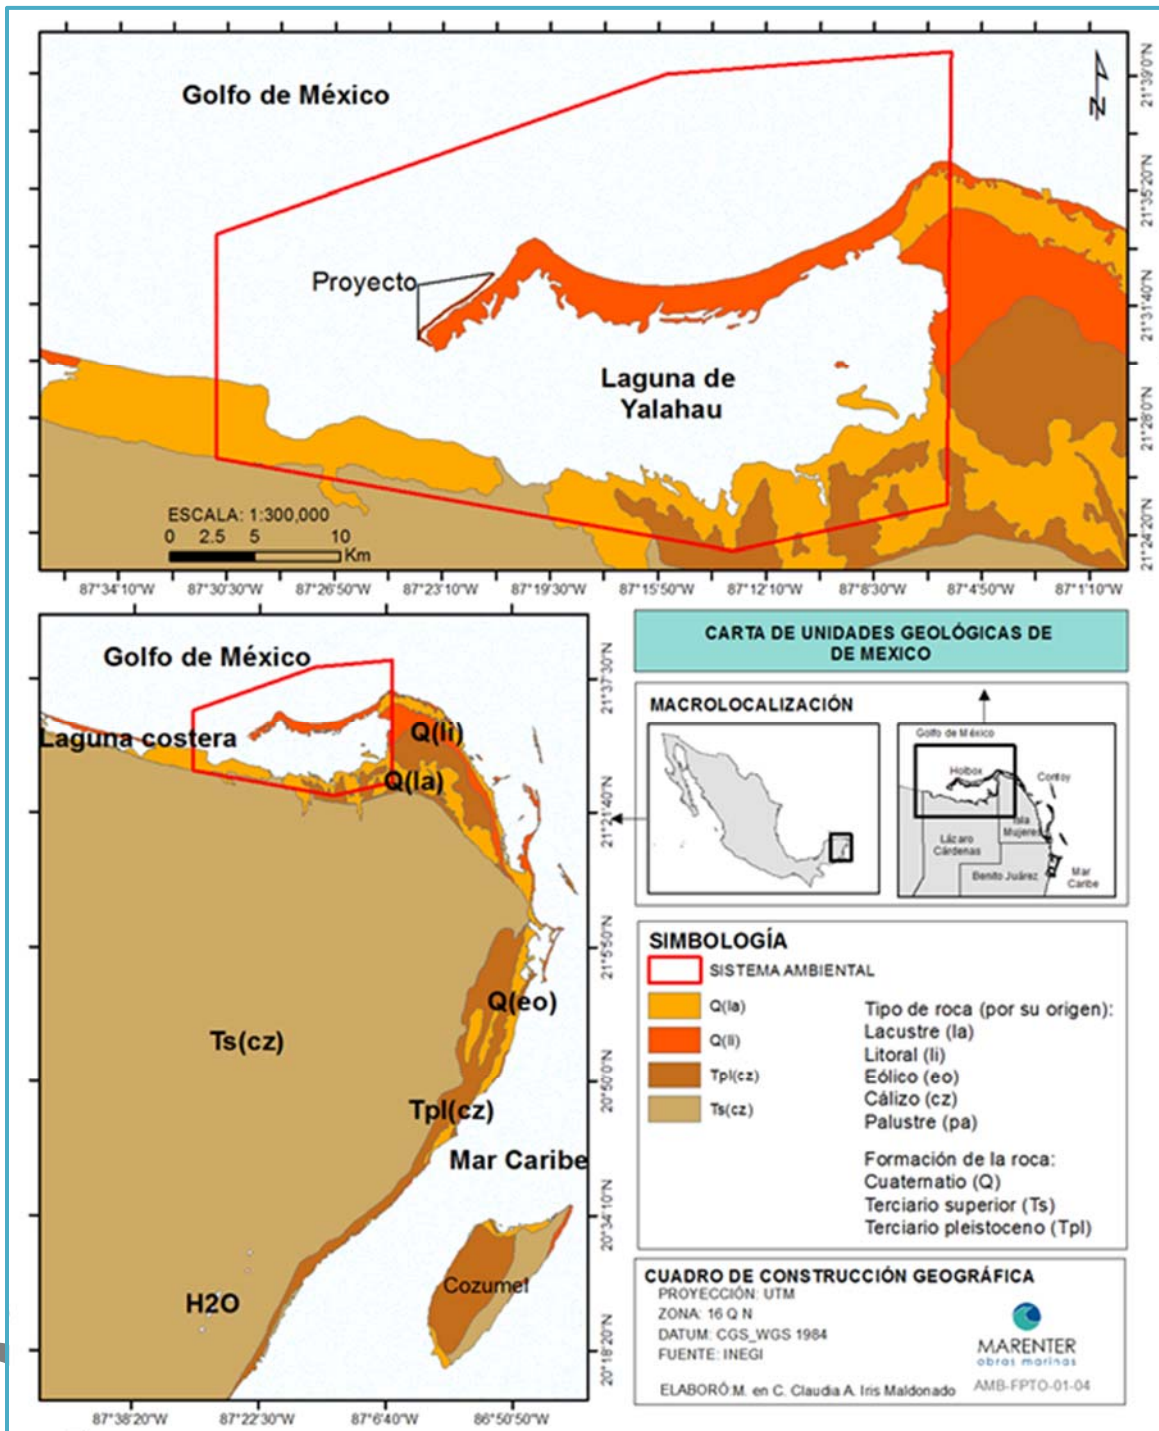 Golfo de México
Proyecto
Laguna de
Yalahau
ESCALA: 1:300,000
0 2.5 5 10
Km
N
21°39'0"N
21°35'20"N
21°31'40"N
21°28'0"N
21°24'20"N
87°34'10"W 87°30'30"W 87°26'50"W 87°23'10"W 87°19'30"W 87°15'50"W 87°12'10"W 87°8'30"W 87°4'50"W 87°1'10"W
Golfo de México
Laguna costera
Q(li)
Q(la)
Q(eo)
Ts(cz)
Tpl(cz)
Mar Caribe
Cozumel
H2O
21°37'30"N
21°21'40"N
21°5'50"N
20°50'0"N
20°34'10"N
20°18'20"N
87°38'20"W 87°22'30"W 87°6'40"W 86°50'50"W
CARTA DE UNIDADES GEOLÓGICAS DE
DE MEXICO
MACROLOCALIZACIÓN
Golfo de México
Holbox
Contoy
Isla
Mujeres
Lázaro
Cárdenas
Benito Juárez
Mar
Caribe
SIMBOLOGÍA
SISTEMA AMBIENTAL
Q(la)
Q(li)
Tpl(cz)
Ts(cz)
Tipo de roca (por su origen):
Lacustre (la)
Litoral (li)
Eólico (eo)
Cálizo (cz)
Palustre (pa)
Formación de la roca:
Cuaternatio (Q)
Terciario superior (Ts)
Terciario pleistoceno (Tpl)
CUADRO DE CONSTRUCCIÓN GEOGRÁFICA
PROYECCIÓN: UTM
ZONA: 16 Q N
DATUM: CGS_WGS 1984
FUENTE: INEGI
ELABORÓ:M. en C. Claudia A. Iris Maldonado
MARENTER
obras marinas
AMB-FPTO-01-04